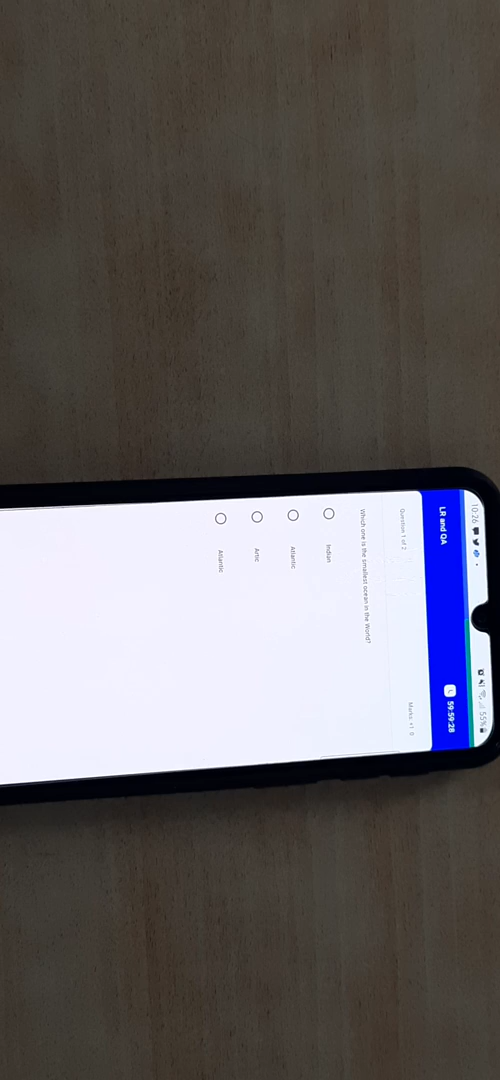 10:26
55%
LR and QA
59:59:28
Question 1 of 2
Marks: +1 0
Which one is the smallest ocean in the World?
Indian
Atlantic
Artic
Atlantic